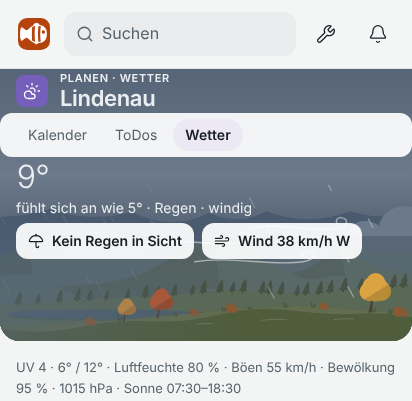 Suchen
PLANEN · WETTER
Lindenau
Kalender ToDos Wetter
9°
fühlt sich an wie 5° · Regen · windig
Kein Regen in Sicht Wind 38 km/h W
UV 4 · 6° / 12° · Luftfeuchte 80 % · Böen 55 km/h · Bewölkung
95 % · 1015 hPa · Sonne 07:30–18:30